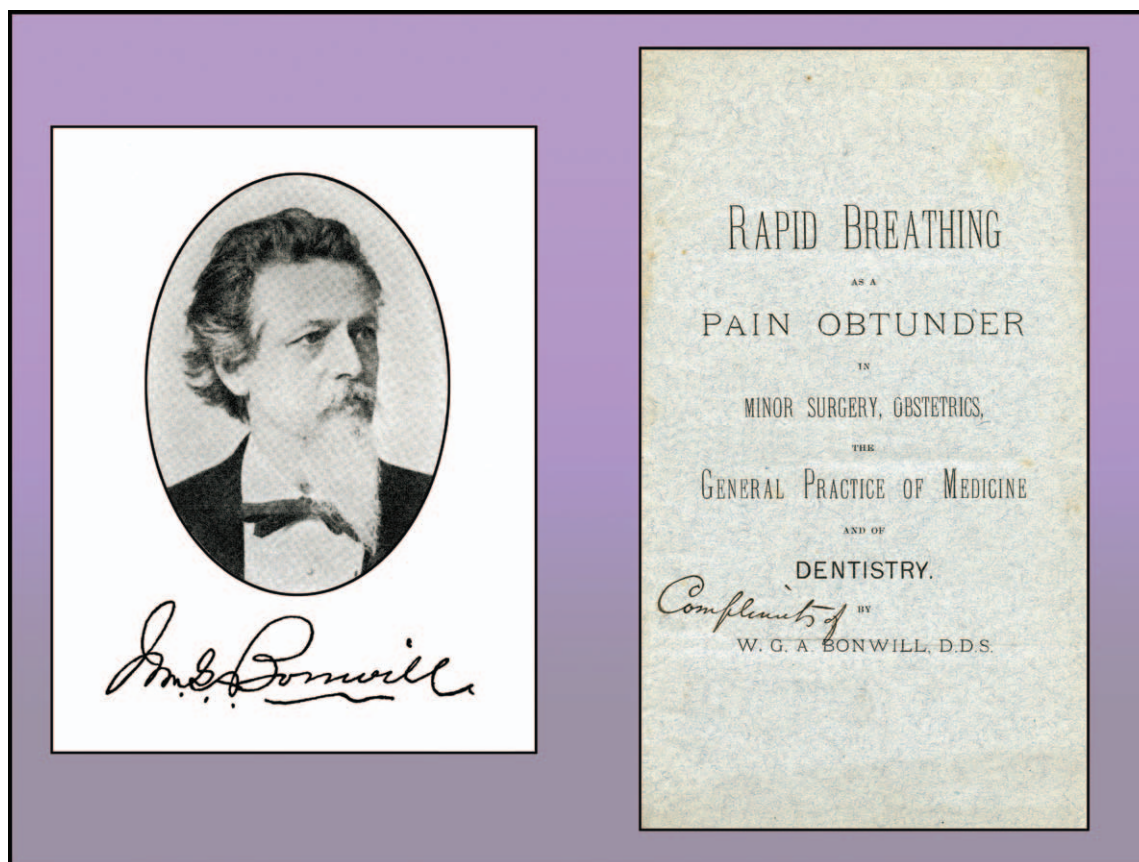 Wm. G. Bonwill
RAPID BREATHING
AS A
PAIN OBTUNDER
IN
MINOR SURGERY, OBSTETRICS,
THE
GENERAL PRACTICE OF MEDICINE
AND OF
DENTISTRY.
Compliments of
BY
W. G. A. BONWILL, D.D.S.